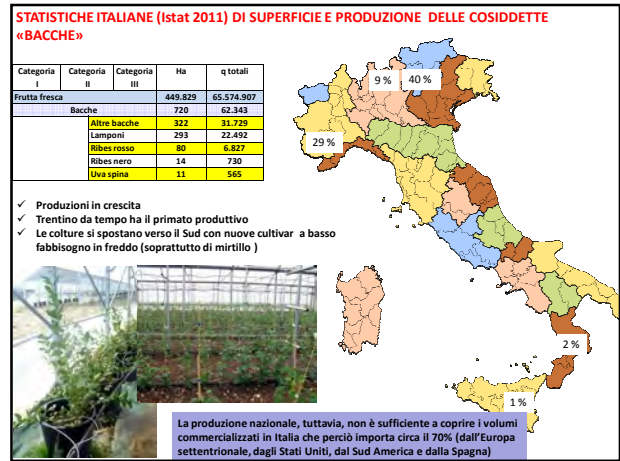 STATISTICHE ITALIANE (Istat 2011) DI SUPERFICIE E PRODUZIONE DELLE COSIDDETTE
«BACCHE»
Categoria I Categoria II Categoria III Ha q totali
Frutta fresca 449.829 65.574.907
Bacche 720 62.343
Altre bacche 322 31.729
Lamponi 293 22.492
Ribes rosso 80 6.827
Ribes nero 14 730
Uva spina 11 565
9 % 40 %
29 %
✓ Produzioni in crescita
✓ Trentino da tempo ha il primato produttivo
✓ Le colture si spostano verso il Sud con nuove cultivar a basso
fabbisogno in freddo (soprattutto di mirtillo )
2 %
1 %
La produzione nazionale, tuttavia, non è sufficiente a coprire i volumi
commercializzati in Italia che perciò importa circa il 70% (dall'Europa
settentrionale, dagli Stati Uniti, dal Sud America e dalla Spagna)